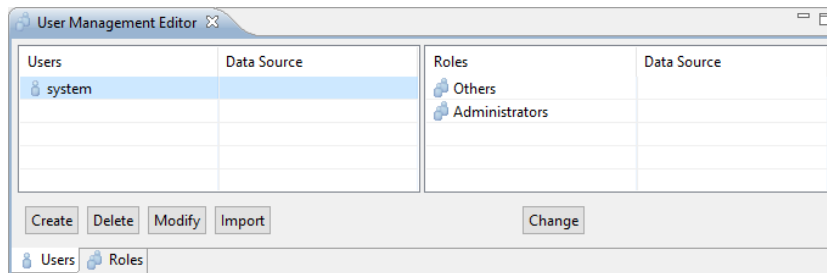 User Management Editor
Users Data Source Roles Data Source
system Others
Administrators
Create Delete Modify Import Change
Users Roles